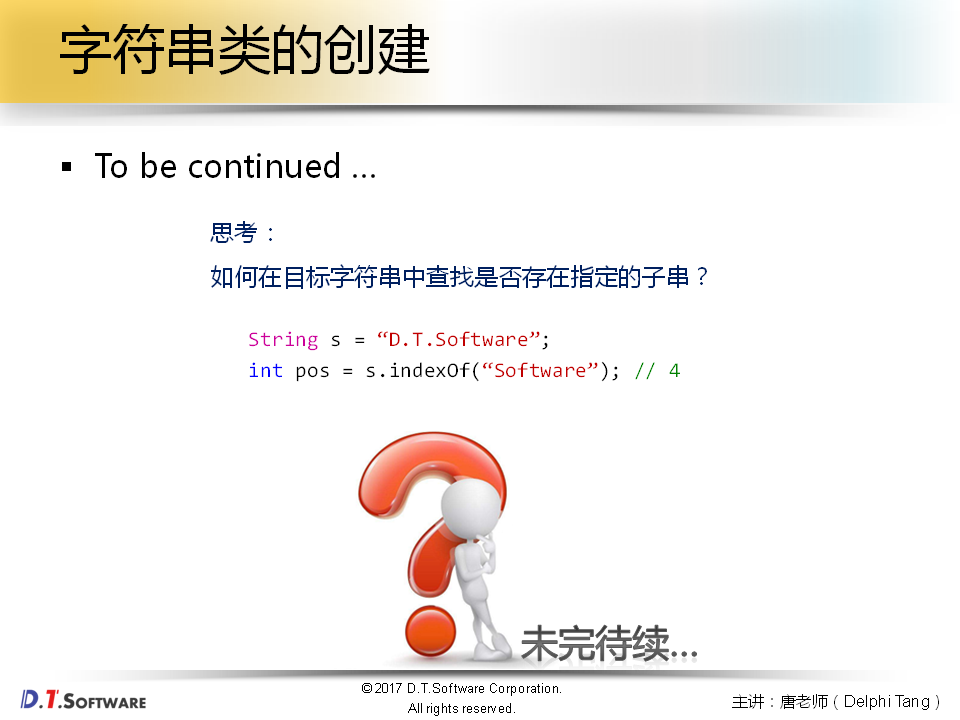 字符串类的创建
▪ To be continued …
思考：
如何在目标字符串中查找是否存在指定的子串？
String s = “D.T.Software”;
int pos = s.indexOf(“Software”); // 4
未完待续…
D.T.SOFTWARE
©2017 D.T.Software Corporation.
All rights reserved.
主讲：唐老师（Delphi Tang）